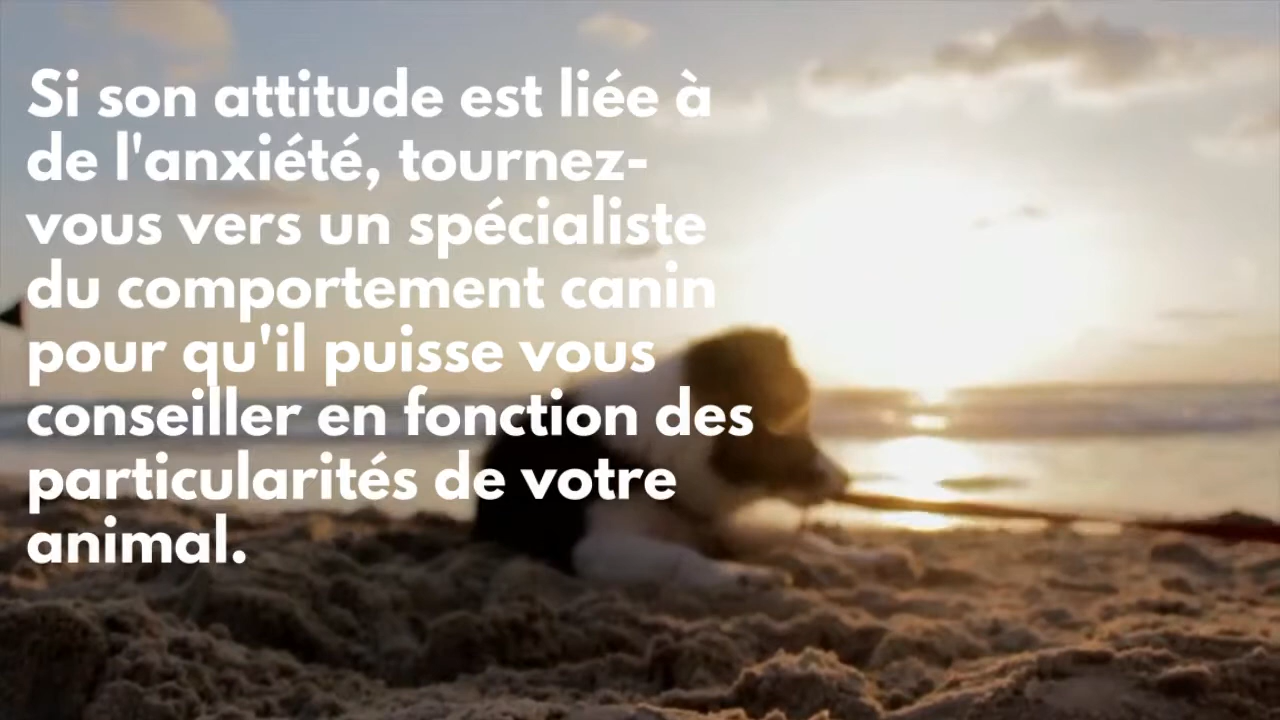 Si son attitude est liée à
de l'anxiété, tournez-
vous vers un spécialiste
du comportement canin
pour qu'il puisse vous
conseiller en fonction des
particularités de votre
animal.